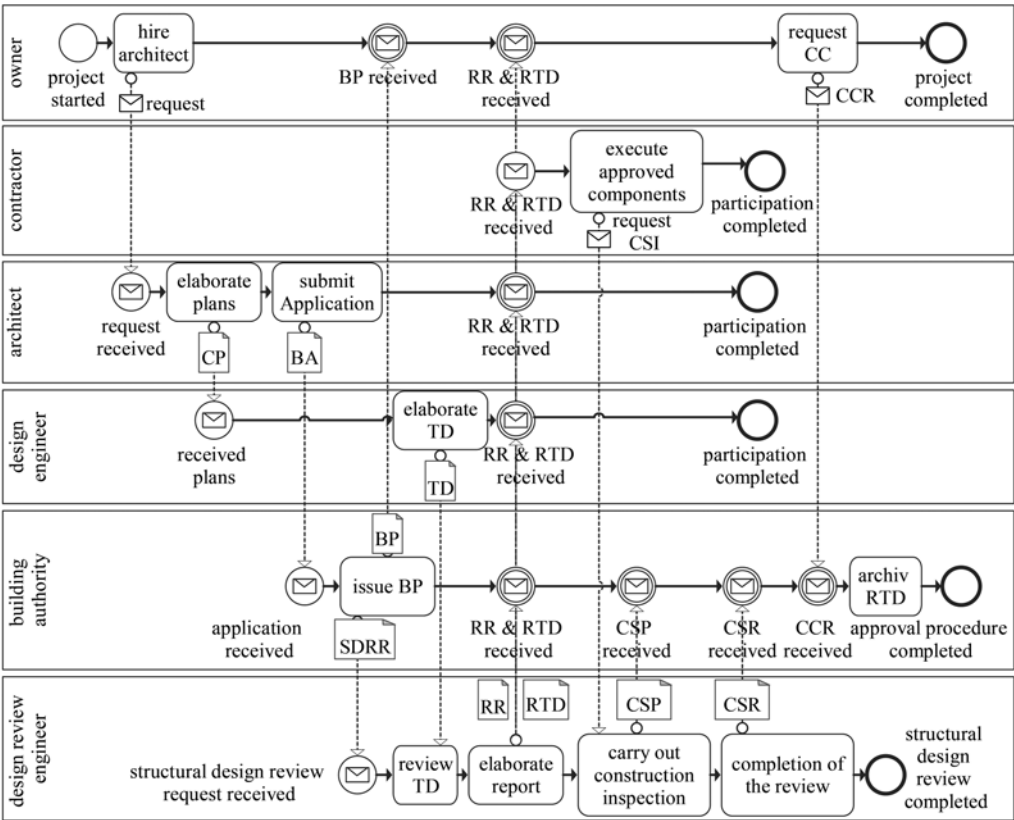 owner
hire
architect
project
started
request
BP received
RR & RTD
received
request
CC
CCR
project
completed
contractor
RR & RTD
received
execute
approved
components
request
CSI
participation
completed
architect
request
received
elaborate
plans
CP
submit
Application
BA
RR & RTD
received
participation
completed
design
engineer
received
plans
elaborate
TD
TD
RR & RTD
received
participation
completed
building
authority
application
received
BP
issue BP
SDRR
RR & RTD
received
CSP
received
CSR
received
CCR
received
archiv
RTD
approval procedure
completed
design review
engineer
structural design review
request received
review
TD
RR
RTD
elaborate
report
CSP
carry out
construction
inspection
CSR
completion of
the review
structural
design
review
completed